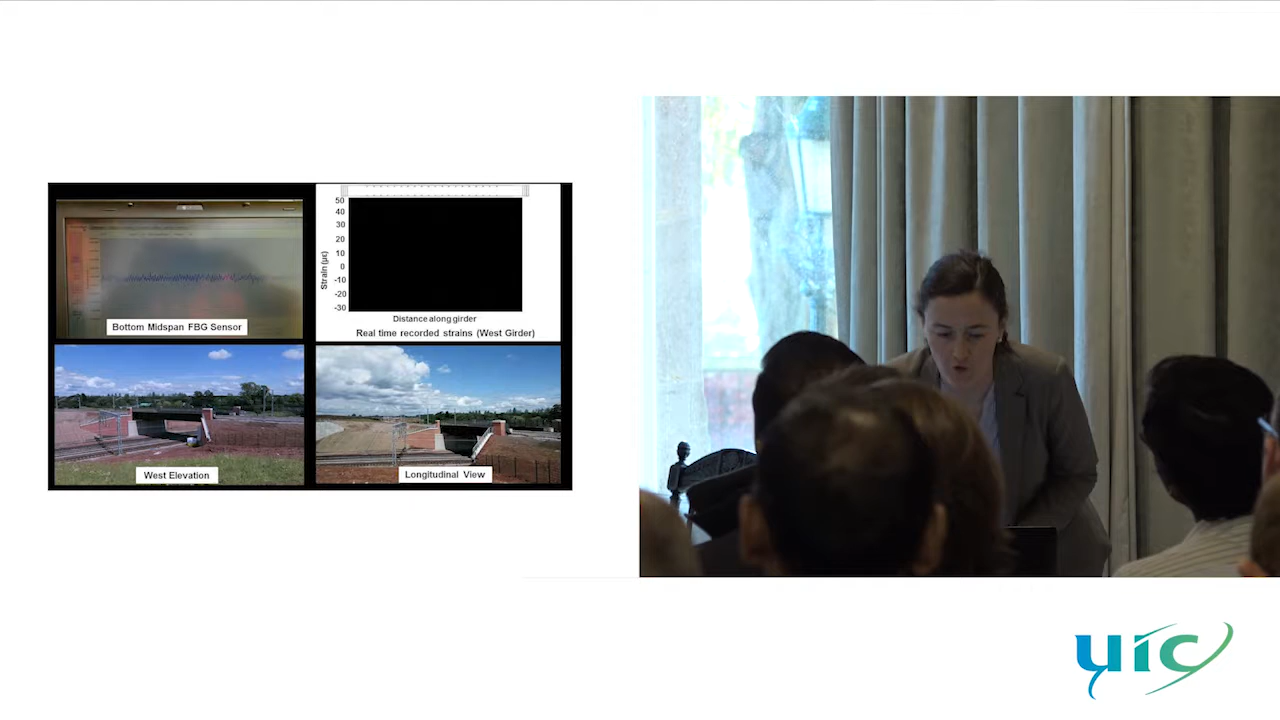 50
40
30
20
10
0
-10
-20
-30
Strain (µε)
Distance along girder
Real time recorded strains (West Girder)
Bottom Midspan FBG Sensor
West Elevation
Longitudinal View
uic